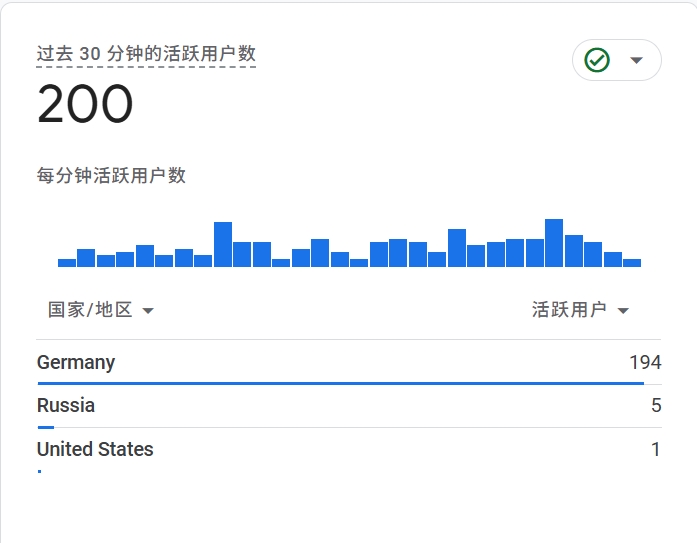 过去 30 分钟的活跃用户数
200
每分钟活跃用户数
国家/地区 活跃用户
Germany 194
Russia 5
United States 1